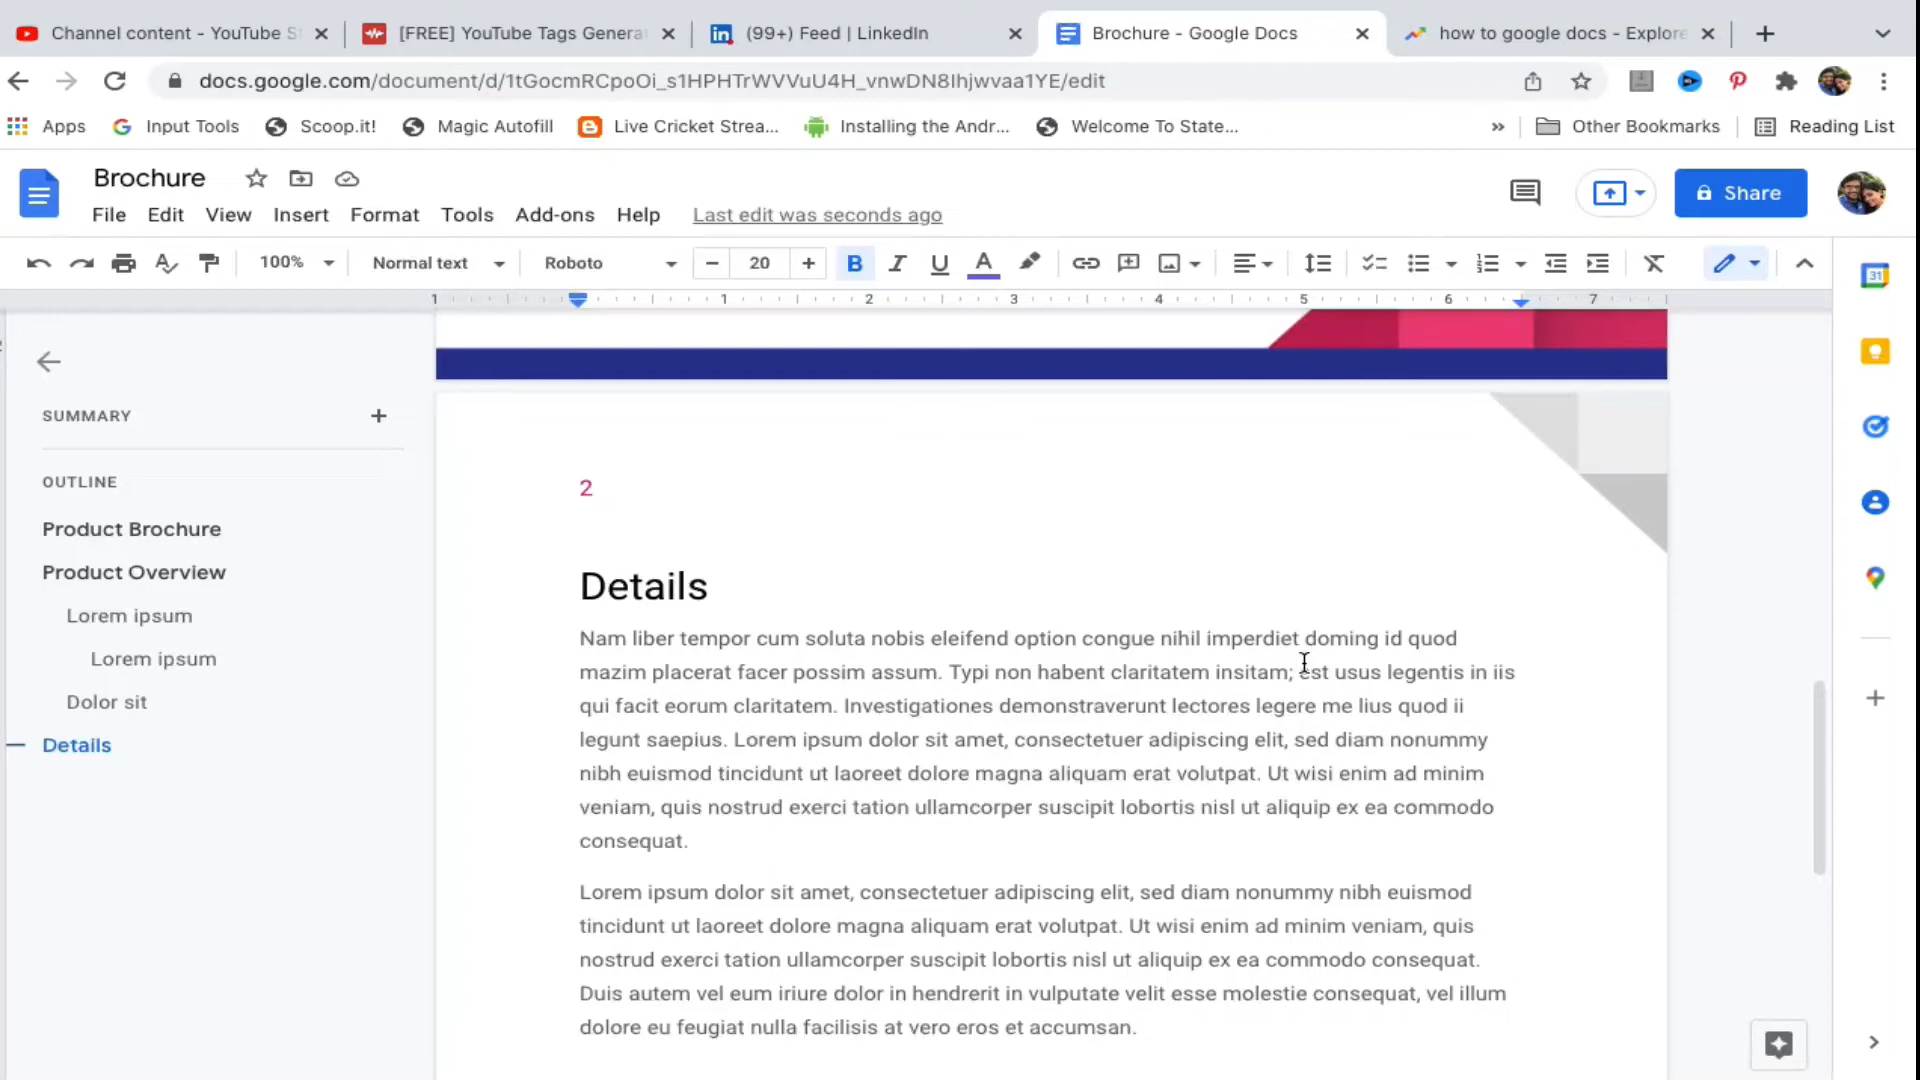 Channel content - YouTube S
[FREE] YouTube Tags Genera
(99+) Feed | LinkedIn
Brochure - Google Docs
how to google docs - Explore
docs.google.com/document/d/1tGocmRCpoOi_s1HPHTrWVVuU4H_vnwDN8Ihjwvaa1YE/edit
Apps
Input Tools
Scoop.it!
Magic Autofill
Live Cricket Strea...
Installing the Andr...
Welcome To State...
»
Other Bookmarks
Reading List
Brochure
File Edit View Insert Format Tools Add-ons Help Last edit was seconds ago
Share
100% Normal text Roboto − 20 + B I U A
1 1 2 3 4 5 6 7
31
SUMMARY
OUTLINE
Product Brochure
Product Overview
Lorem ipsum
Lorem ipsum
Dolor sit
Details
2
Details
Nam liber tempor cum soluta nobis eleifend option congue nihil imperdiet doming id quod
mazim placerat facer possim assum. Typi non habent claritatem insitam; est usus legentis in iis
qui facit eorum claritatem. Investigationes demonstraverunt lectores legere me lius quod ii
legunt saepius. Lorem ipsum dolor sit amet, consectetuer adipiscing elit, sed diam nonummy
nibh euismod tincidunt ut laoreet dolore magna aliquam erat volutpat. Ut wisi enim ad minim
veniam, quis nostrud exerci tation ullamcorper suscipit lobortis nisl ut aliquip ex ea commodo
consequat.
Lorem ipsum dolor sit amet, consectetuer adipiscing elit, sed diam nonummy nibh euismod
tincidunt ut laoreet dolore magna aliquam erat volutpat. Ut wisi enim ad minim veniam, quis
nostrud exerci tation ullamcorper suscipit lobortis nisl ut aliquip ex ea commodo consequat.
Duis autem vel eum iriure dolor in hendrerit in vulputate velit esse molestie consequat, vel illum
dolore eu feugiat nulla facilisis at vero eros et accumsan.